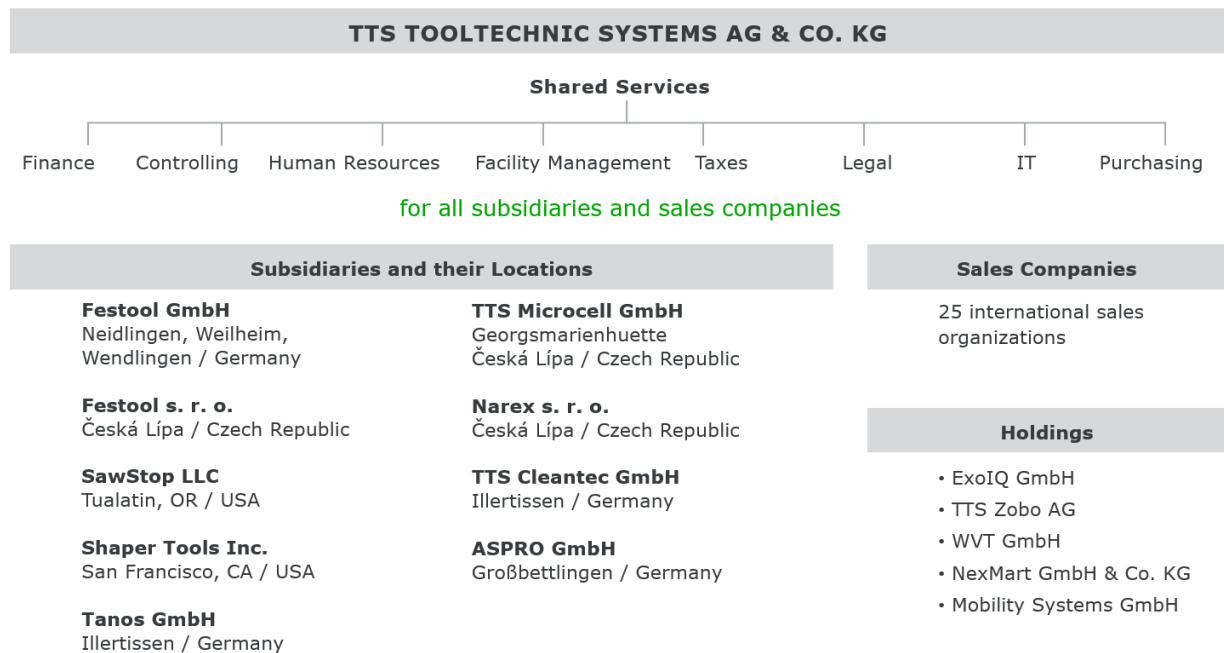 TTS TOOLTECHNIC SYSTEMS AG & CO. KG
Shared Services
Finance Controlling Human Resources Facility Management Taxes Legal IT Purchasing
for all subsidiaries and sales companies
Subsidiaries and their Locations
Festool GmbH
Neidlingen, Weilheim,
Wendlingen / Germany
Festool s. r. o.
Česká Lípa / Czech Republic
SawStop LLC
Tualatin, OR / USA
Shaper Tools Inc.
San Francisco, CA / USA
Tanos GmbH
Illertissen / Germany
TTS Microcell GmbH
Georgsmarienhuette
Česká Lípa / Czech Republic
Narex s. r. o.
Česká Lípa / Czech Republic
TTS Cleantec GmbH
Illertissen / Germany
ASPRO GmbH
Großbettlingen / Germany
Sales Companies
25 international sales
organizations
Holdings
• ExoIQ GmbH
• TTS Zobo AG
• WVT GmbH
• NexMart GmbH & Co. KG
• Mobility Systems GmbH